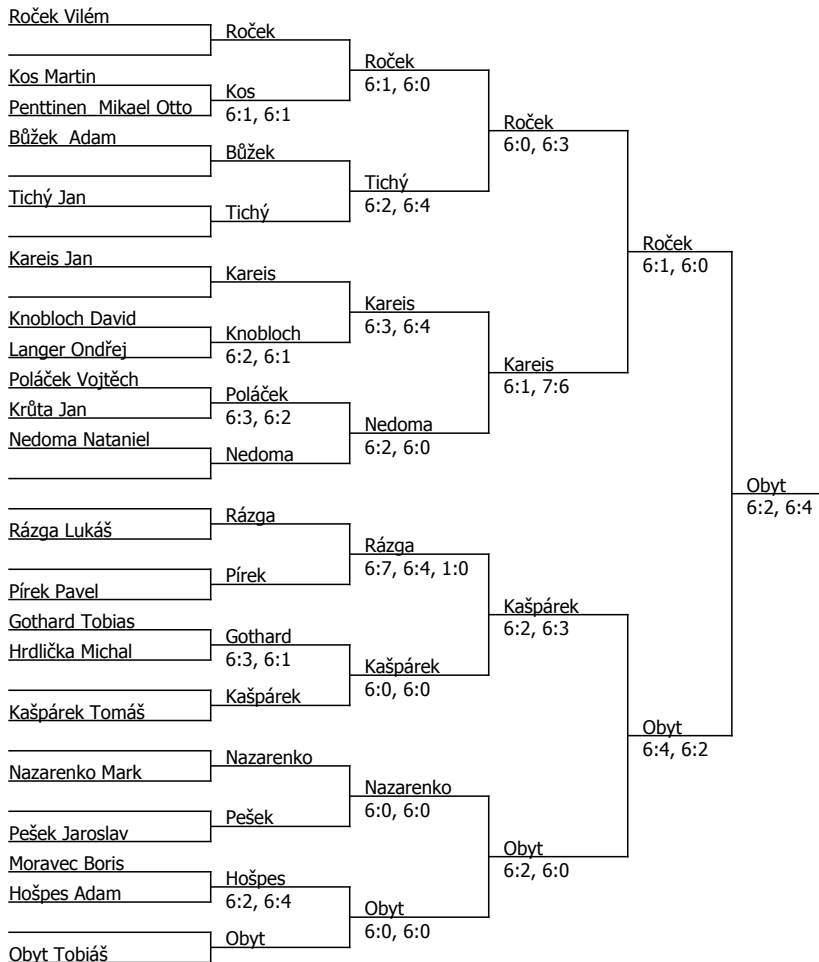 Roček Vilém
Kos Martin
Penttinen  Mikael Otto
Bůžek  Adam
Tichý Jan
Kareis Jan
Knobloch David
Langer Ondřej
Poláček Vojtěch
Krůta Jan
Nedoma Nataniel
Rázga Lukáš
Pírek Pavel
Gothard Tobias
Hrdlička Michal
Kašpárek Tomáš
Nazarenko Mark
Pešek Jaroslav
Moravec Boris
Hošpes Adam
Obyt Tobiáš
Roček
Kos
6:1, 6:1
Bůžek
Tichý
Kareis
Knobloch
6:2, 6:1
Poláček
6:3, 6:2
Nedoma
Rázga
Pírek
Gothard
6:3, 6:1
Kašpárek
Nazarenko
Pešek
Hošpes
6:2, 6:4
Obyt
Roček
6:1, 6:0
Tichý
6:2, 6:4
Kareis
6:3, 6:4
Nedoma
6:2, 6:0
Rázga
6:7, 6:4, 1:0
Kašpárek
6:0, 6:0
Nazarenko
6:0, 6:0
Obyt
6:0, 6:0
Roček
6:0, 6:3
Kareis
6:1, 7:6
Kašpárek
6:2, 6:3
Obyt
6:2, 6:0
Roček
6:1, 6:0
Obyt
6:4, 6:2
Obyt
6:2, 6:4